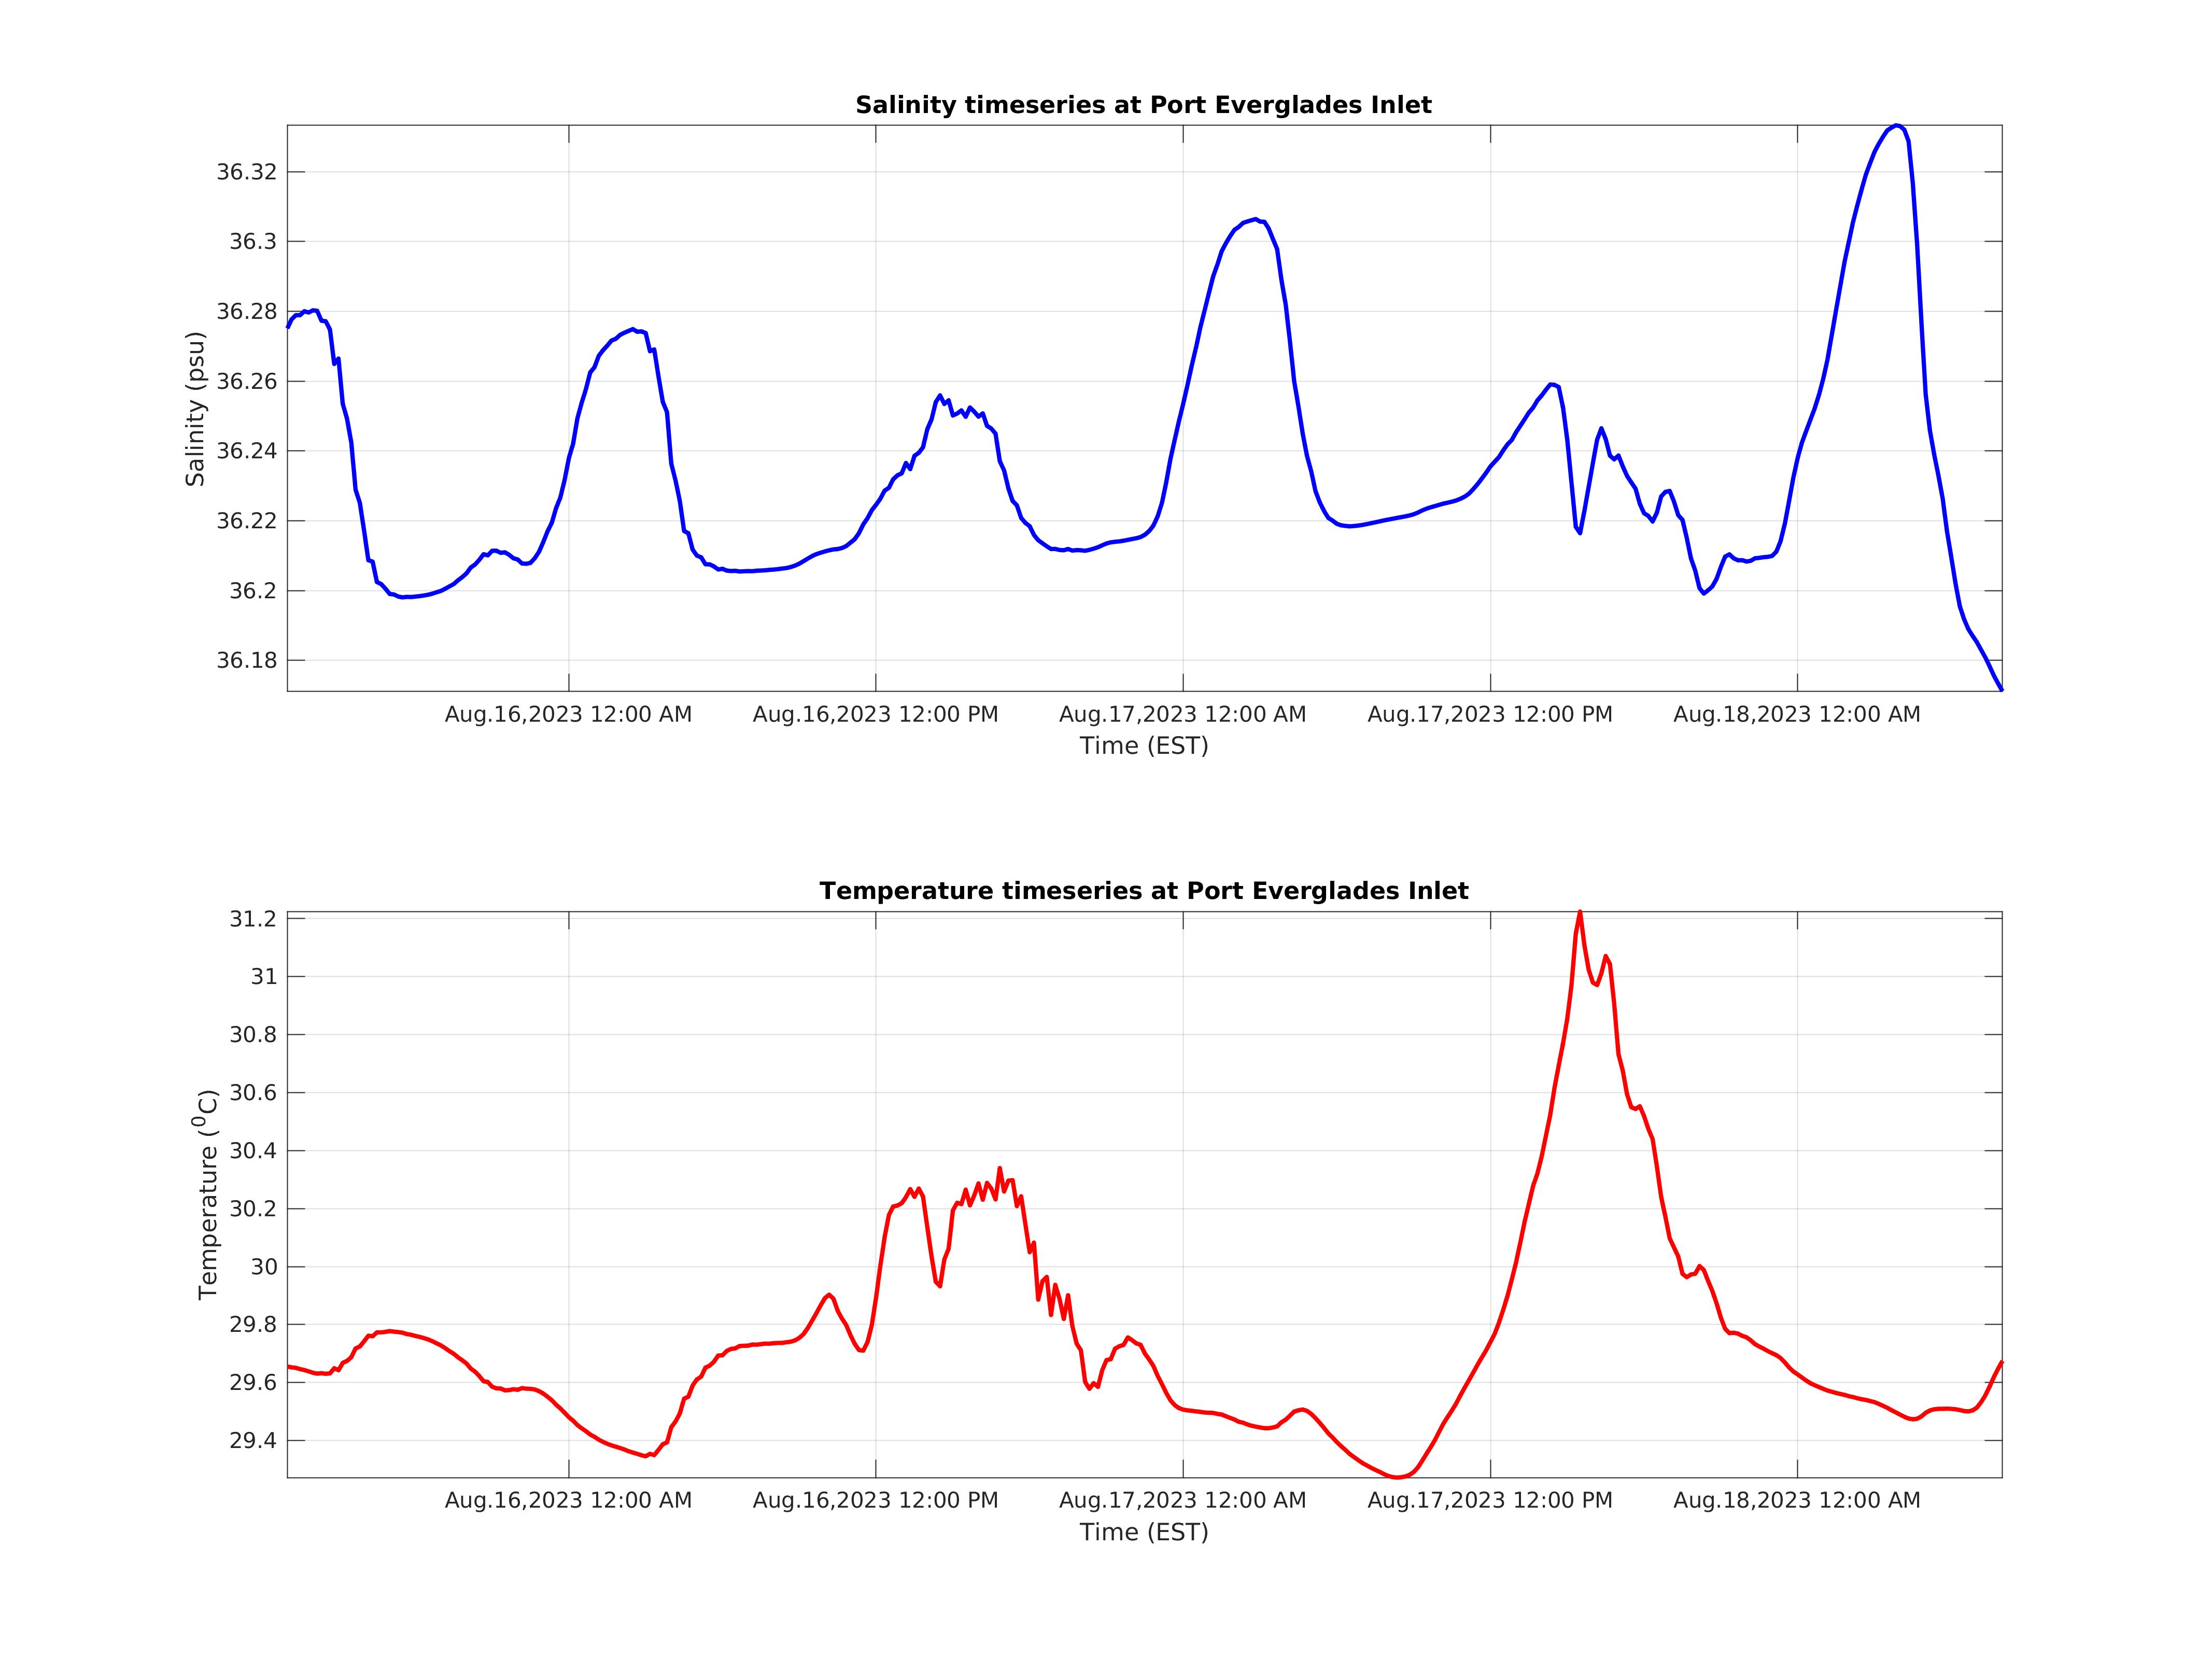 Salinity timeseries at Port Everglades Inlet
36.32
36.3
36.28
36.26
36.24
36.22
36.2
36.18
Salinity (psu)
Aug.16,2023 12:00 AM Aug.16,2023 12:00 PM Aug.17,2023 12:00 AM Aug.17,2023 12:00 PM Aug.18,2023 12:00 AM
Time (EST)
Temperature timeseries at Port Everglades Inlet
31.2
31
30.8
30.6
30.4
30.2
30
29.8
29.6
29.4
Temperature (⁰C)
Aug.16,2023 12:00 AM Aug.16,2023 12:00 PM Aug.17,2023 12:00 AM Aug.17,2023 12:00 PM Aug.18,2023 12:00 AM
Time (EST)